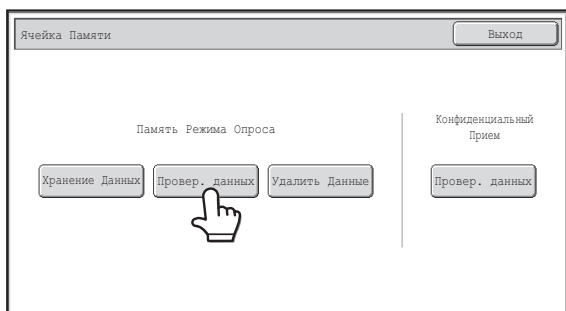 Ячейка Памяти
Выход
Память Режима Опроса
Конфиденциальный
Прием
Хранение Данных
Провер. данных
Удалить Данные
Провер. данных